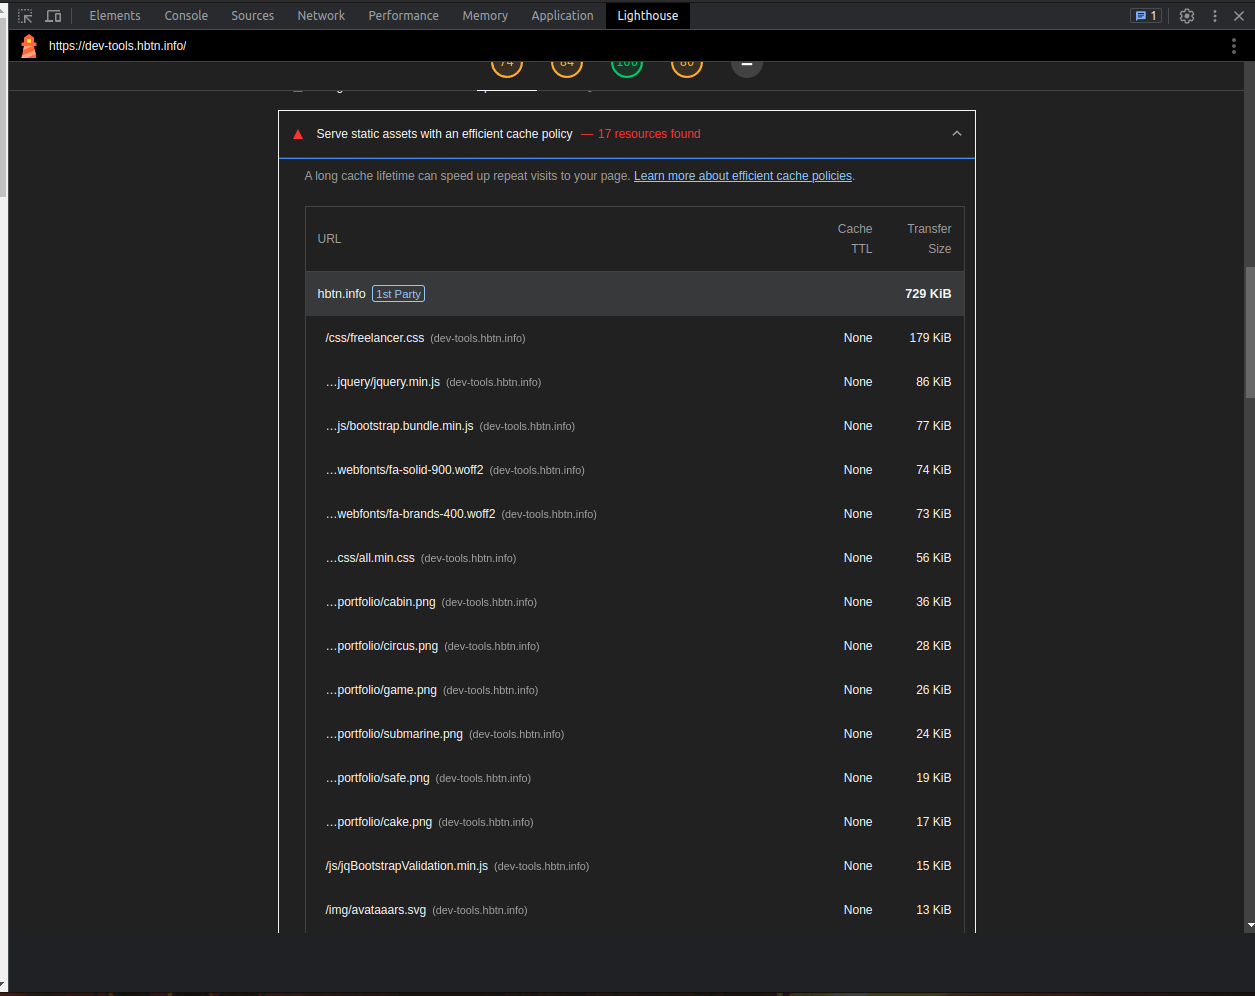 Elements Console Sources Network Performance Memory Application Lighthouse 1
https://dev-tools.hbtn.info/
74 84 100 80
Serve static assets with an efficient cache policy — 17 resources found
A long cache lifetime can speed up repeat visits to your page. Learn more about efficient cache policies.
URL Cache TTL Transfer Size
hbtn.info 1st Party 729 KiB
/css/freelancer.css (dev-tools.hbtn.info) None 179 KiB
…jquery/jquery.min.js (dev-tools.hbtn.info) None 86 KiB
…js/bootstrap.bundle.min.js (dev-tools.hbtn.info) None 77 KiB
…webfonts/fa-solid-900.woff2 (dev-tools.hbtn.info) None 74 KiB
…webfonts/fa-brands-400.woff2 (dev-tools.hbtn.info) None 73 KiB
…css/all.min.css (dev-tools.hbtn.info) None 56 KiB
…portfolio/cabin.png (dev-tools.hbtn.info) None 36 KiB
…portfolio/circus.png (dev-tools.hbtn.info) None 28 KiB
…portfolio/game.png (dev-tools.hbtn.info) None 26 KiB
…portfolio/submarine.png (dev-tools.hbtn.info) None 24 KiB
…portfolio/safe.png (dev-tools.hbtn.info) None 19 KiB
…portfolio/cake.png (dev-tools.hbtn.info) None 17 KiB
/js/jqBootstrapValidation.min.js (dev-tools.hbtn.info) None 15 KiB
/img/avataaars.svg (dev-tools.hbtn.info) None 13 KiB